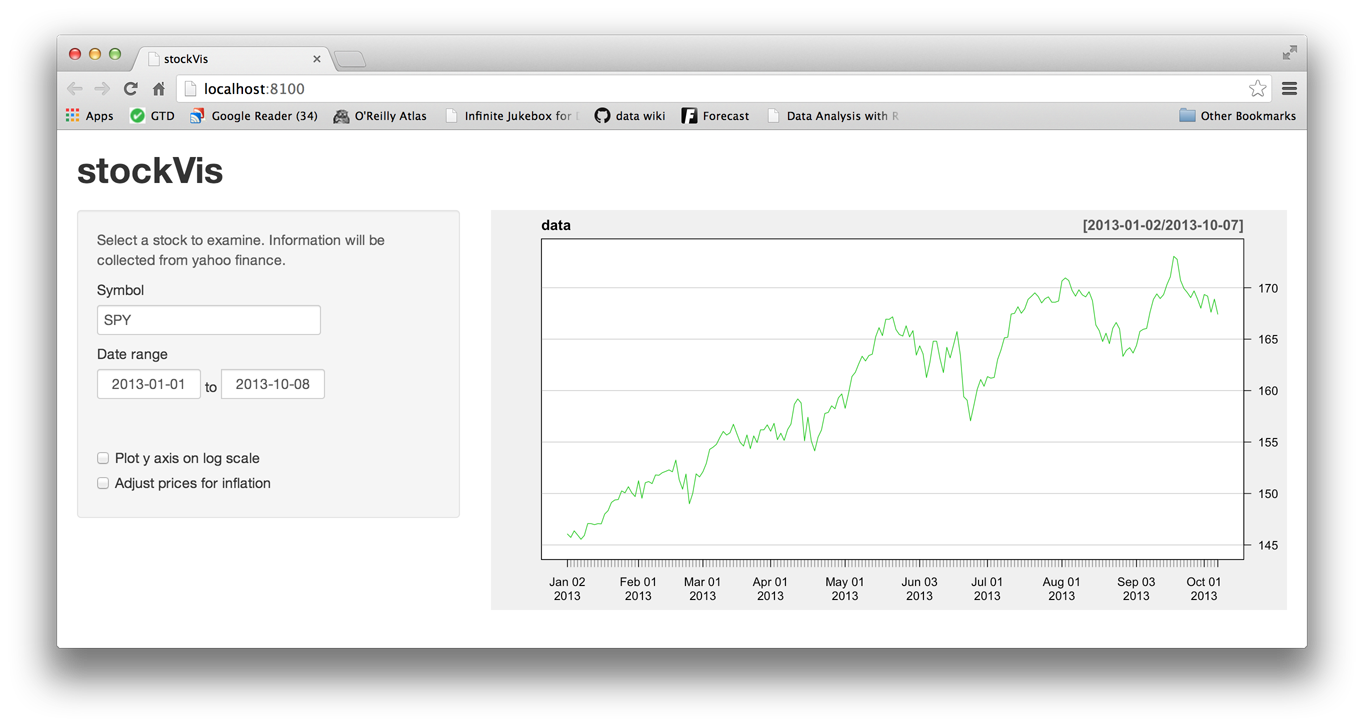 stockVis
localhost:8100
Apps GTD Google Reader (34) O'Reilly Atlas Infinite Jukebox for data wiki Forecast Data Analysis with R Other Bookmarks
stockVis
Select a stock to examine. Information will be
collected from yahoo finance.
Symbol
SPY
Date range
2013-01-01 to 2013-10-08
Plot y axis on log scale
Adjust prices for inflation
data [2013-01-02/2013-10-07]
170
165
160
155
150
145
Jan 02 Feb 01 Mar 01 Apr 01 May 01 Jun 03 Jul 01 Aug 01 Sep 03 Oct 01
2013 2013 2013 2013 2013 2013 2013 2013 2013 2013